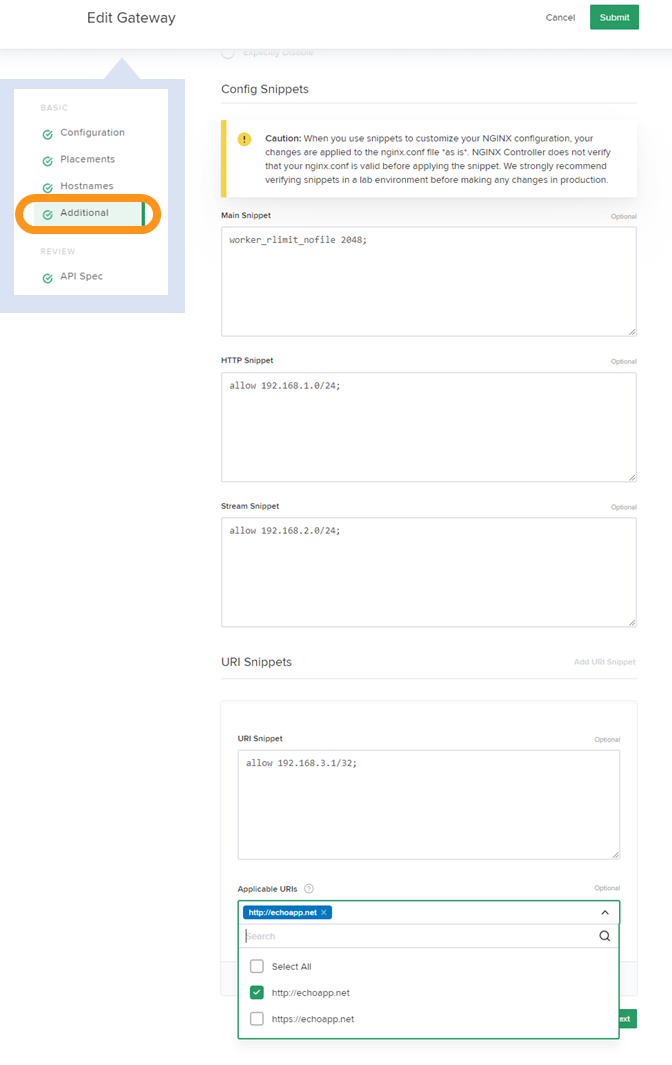 Edit Gateway
Cancel
Submit
Explicitly Disable
BASIC
Configuration
Placements
Hostnames
Additional
REVIEW
API Spec
Config Snippets
!
Caution: When you use snippets to customize your NGINX configuration, your
changes are applied to the nginx.conf file *as is*. NGINX Controller does not verify
that your nginx.conf is valid before applying the snippet. We strongly recommend
verifying snippets in a lab environment before making any changes in production.
Main Snippet
Optional
worker_rlimit_nofile 2048;
HTTP Snippet
Optional
allow 192.168.1.0/24;
Stream Snippet
Optional
allow 192.168.2.0/24;
URI Snippets
Add URI Snippet
URI Snippet
Optional
allow 192.168.3.1/32;
Applicable URIs ?
Optional
http://echoapp.net ×
Search
Select All
http://echoapp.net
https://echoapp.net